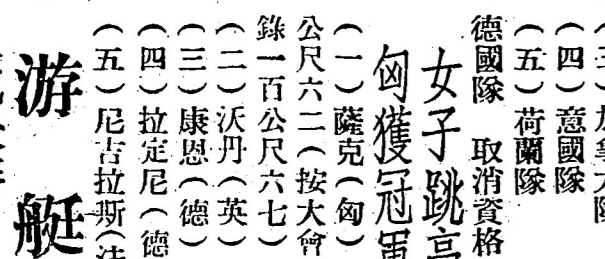 加拿大隊
（四）意國隊
（五）荷蘭隊
德國隊　取消資格
女子跳高
匈獲冠軍
（一）薩克（匈）
公尺六二（按大會
錄一百公尺六七）
（二）沃丹（英）
（三）康恩（德）
（四）拉定尼（德
（五）尼吉拉斯（法
游艇